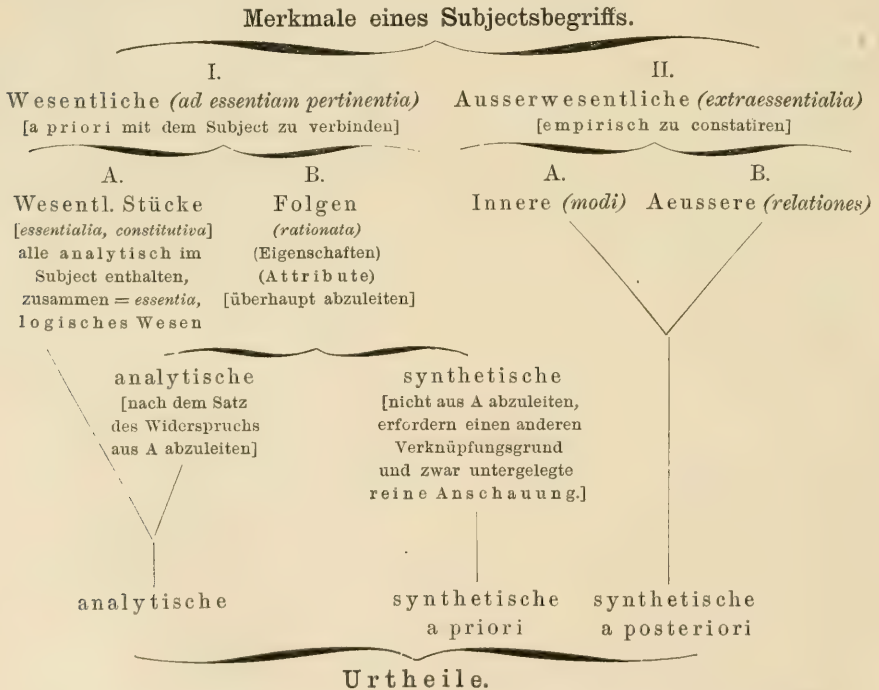 Merkmale eines Subjectsbegriffs.
I.
Wesentliche (ad essentiam pertinentia)
[a priori mit dem Subject zu verbinden]
II.
Ausserwesentliche (extraessentialia)
[empirisch zu constatiren]
A.
Wesentl. Stücke
[essentialia, constitutiva]
alle analytisch im
Subject enthalten,
zusammen = essentia,
logisches Wesen
B.
Folgen
(rationata)
(Eigenschaften)
(Attribute)
[überhaupt abzuleiten]
A.
Innere (modi)
B.
Aeussere (relationes)
analytische
[nach dem Satz
des Widerspruchs
aus A abzuleiten]
synthetische
[nicht aus A abzuleiten,
erfordern einen anderen
Verknüpfungsgrund
und zwar untergelegte
reine Anschauung.]
analytische
synthetische
a priori
synthetische
a posteriori
Urtheile.